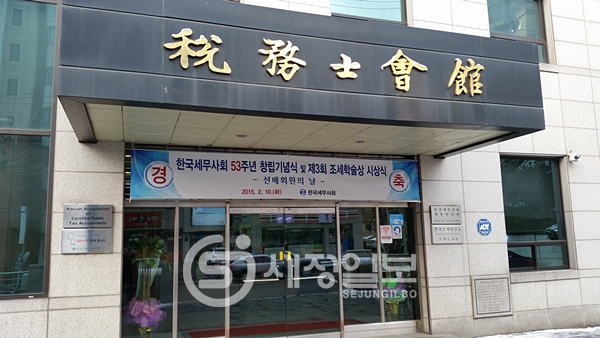 稅務士會館
한국세무사회 53주년 창립기념식 및 제3회 조세학술상 시상식
- 선배회원의 날 -
2015. 2. 10.(화) 한국세무사회
경
축
Korean Association
of
Certified Public
Tax Accountants
ADT
세정일보
SEJUNGILBO